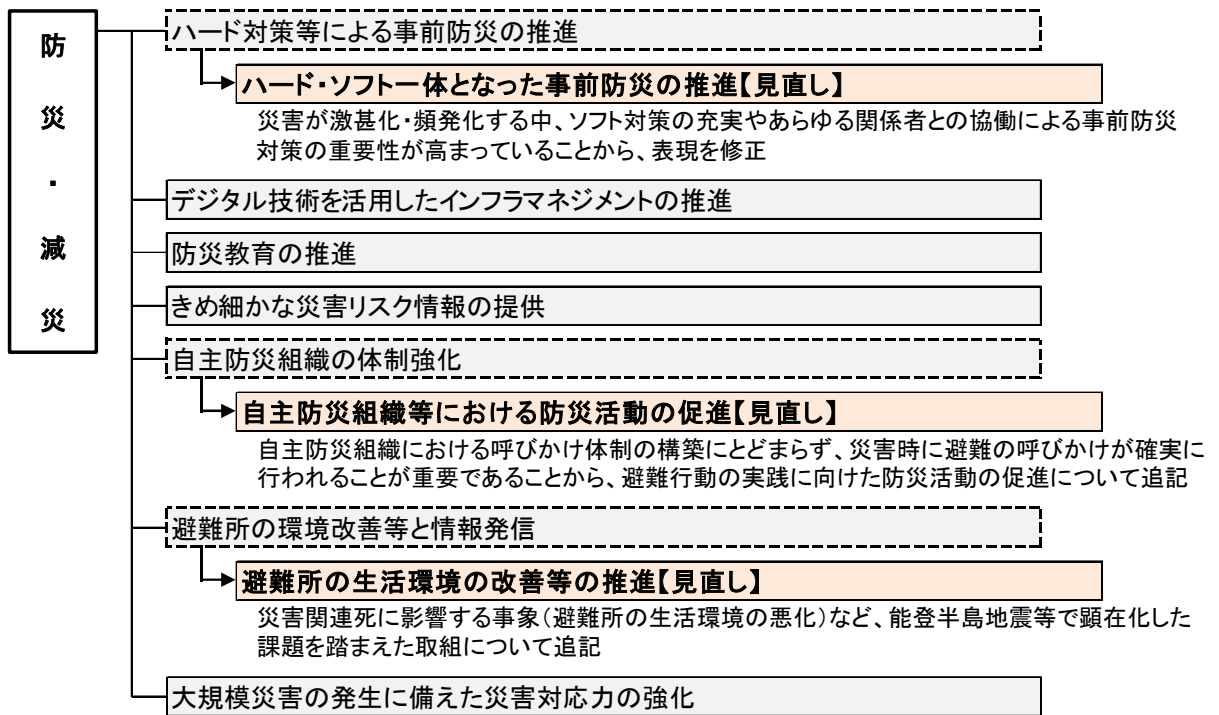 防災・減災
ハード対策等による事前防災の推進
ハード・ソフト一体となった事前防災の推進【見直し】
災害が激甚化・頻発化する中、ソフト対策の充実やあらゆる関係者との協働による事前防災
対策の重要性が高まっていることから、表現を修正
デジタル技術を活用したインフラマネジメントの推進
防災教育の推進
きめ細かな災害リスク情報の提供
自主防災組織の体制強化
自主防災組織等における防災活動の促進【見直し】
自主防災組織における呼びかけ体制の構築にとどまらず、災害時に避難の呼びかけが確実に
行われることが重要であることから、避難行動の実践に向けた防災活動の促進について追記
避難所の環境改善等と情報発信
避難所の生活環境の改善等の推進【見直し】
災害関連死に影響する事象(避難所の生活環境の悪化)など、能登半島地震等で顕在化した
課題を踏まえた取組について追記
大規模災害の発生に備えた災害対応力の強化